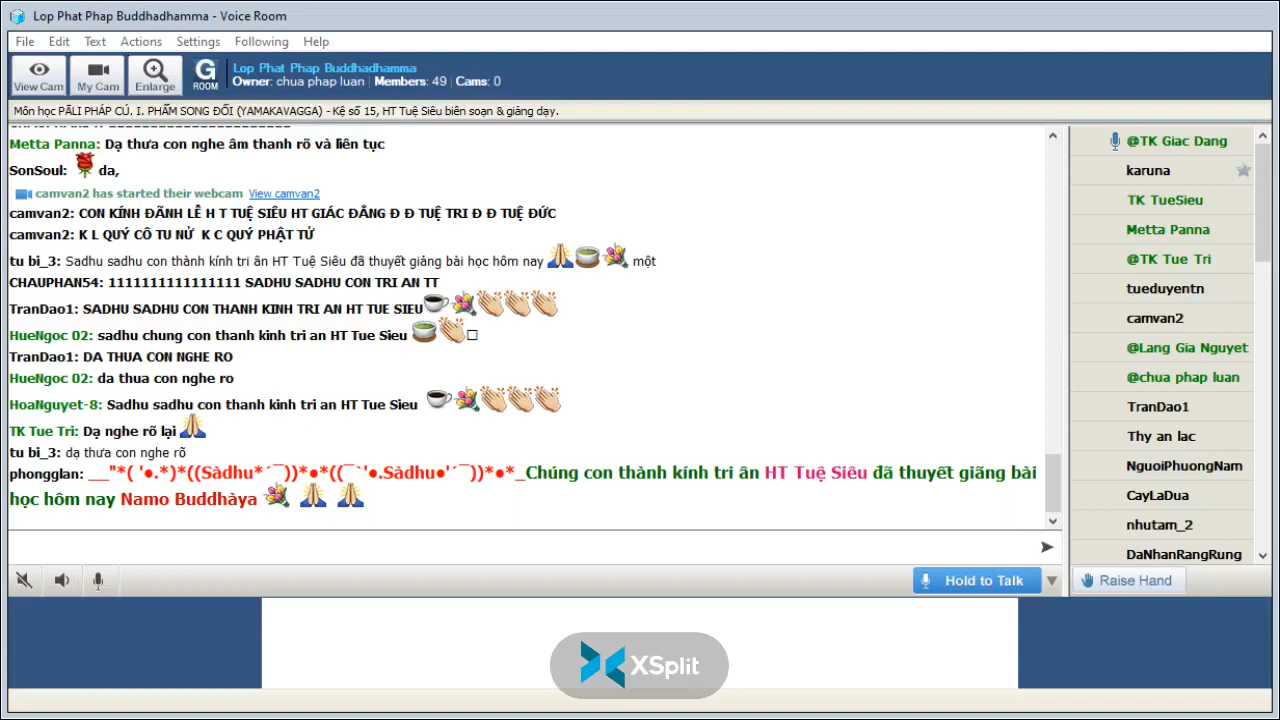 Lop Phat Phap Buddhadhamma - Voice Room
File Edit Text Actions Settings Following Help
View Cam My Cam Enlarge G ROOM
Lop Phat Phap Buddhadhamma
Owner: chua phap luan | Members: 49 | Cams: 0
Môn học PĀLI PHÁP CÚ. I. PHẨM SONG ĐỐI (YAMAKAVAGGA) - Kệ số 15, HT Tuệ Siêu biên soạn & giảng dạy.
Metta Panna: Dạ thưa con nghe âm thanh rõ và liên tục
SonSoul: 🌹 da,
camvan2 has started their webcam View camvan2
camvan2: CON KÍNH ĐÃNH LỄ H T TUỆ SIÊU HT GIÁC ĐẲNG Đ Đ TUỆ TRI Đ Đ TUỆ ĐỨC
camvan2: K L QUÝ CÔ TU NỬ K C QUÝ PHẬT TỬ
tu bi_3: Sadhu sadhu con thành kính tri ân HT Tuệ Siêu đã thuyết giảng bài học hôm nay 🙏🍵💐 một
CHAUPHAN54: 1111111111111111 SADHU SADHU CON TRI AN TT
TranDao1: SADHU SADHU CON THANH KINH TRI AN HT TUE SIEU☕💐👏👏👏
HueNgoc 02: sadhu chung con thanh kinh tri an HT Tue Sieu 🍵👏□
TranDao1: DA THUA CON NGHE RO
HueNgoc 02: da thua con nghe ro
HoaNguyet-8: Sadhu sadhu con thanh kinh tri an HT Tue Sieu ☕💐👏👏👏
TK Tue Tri: Dạ nghe rõ lại 🙏
tu bi_3: dạ thưa con nghe rõ
phongglan: __"*( '●.*)*((Sàdhu*´¯))*●*((¯`'●.Sàdhu●'´¯))*●*_Chúng con thành kính tri ân HT Tuệ Siêu đã thuyết giãng bài
học hôm nay Namo Buddhàya 💐 🙏 🙏
Hold to Talk
@TK Giac Dang
karuna
TK TueSieu
Metta Panna
@TK Tue Tri
tueduyentn
camvan2
@Lang Gia Nguyet
@chua phap luan
TranDao1
Thy an lac
NguoiPhuongNam
CayLaDua
nhutam_2
DaNhanRangRung
Raise Hand
XSplit